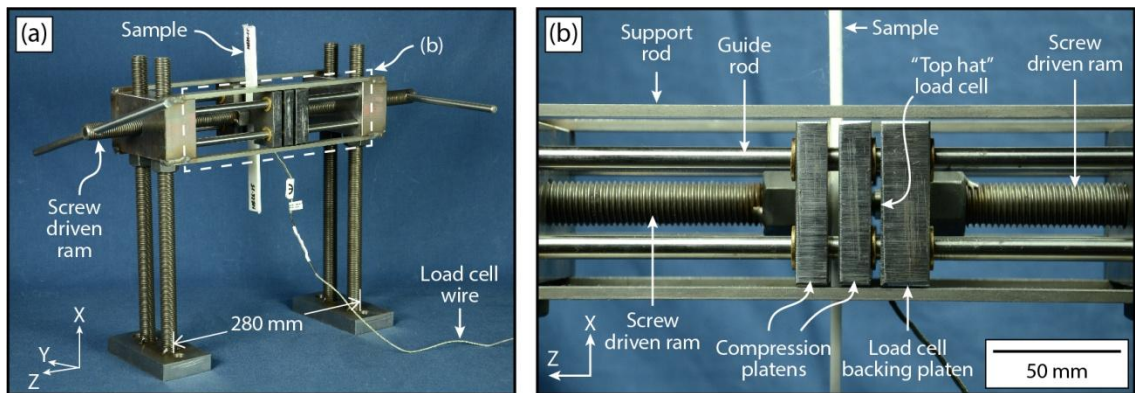 (a)
Sample
(b)
Screw
driven ram
Load cell
wire
280 mm
X
Y
Z
(b)
Support
rod
Guide
rod
Sample
"Top hat"
load cell
Screw
driven ram
Screw
driven ram
Compression
platens
Load cell
backing platen
X
Z
50 mm